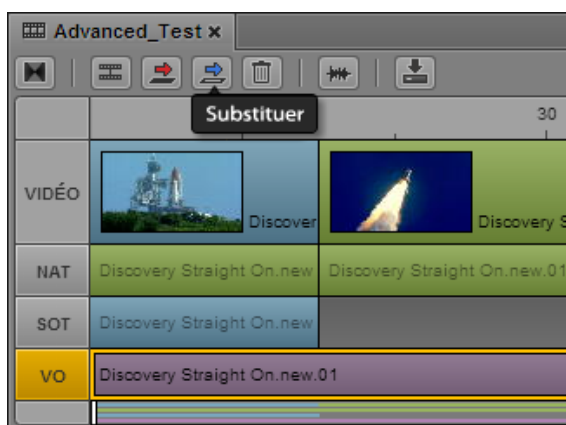 Advanced_Test x
Substituer
30
VIDÉO
Discover
Discovery S
NAT
Discovery Straight On.new
Discovery Straight On.new.01
SOT
Discovery Straight On.new
VO
Discovery Straight On.new.01